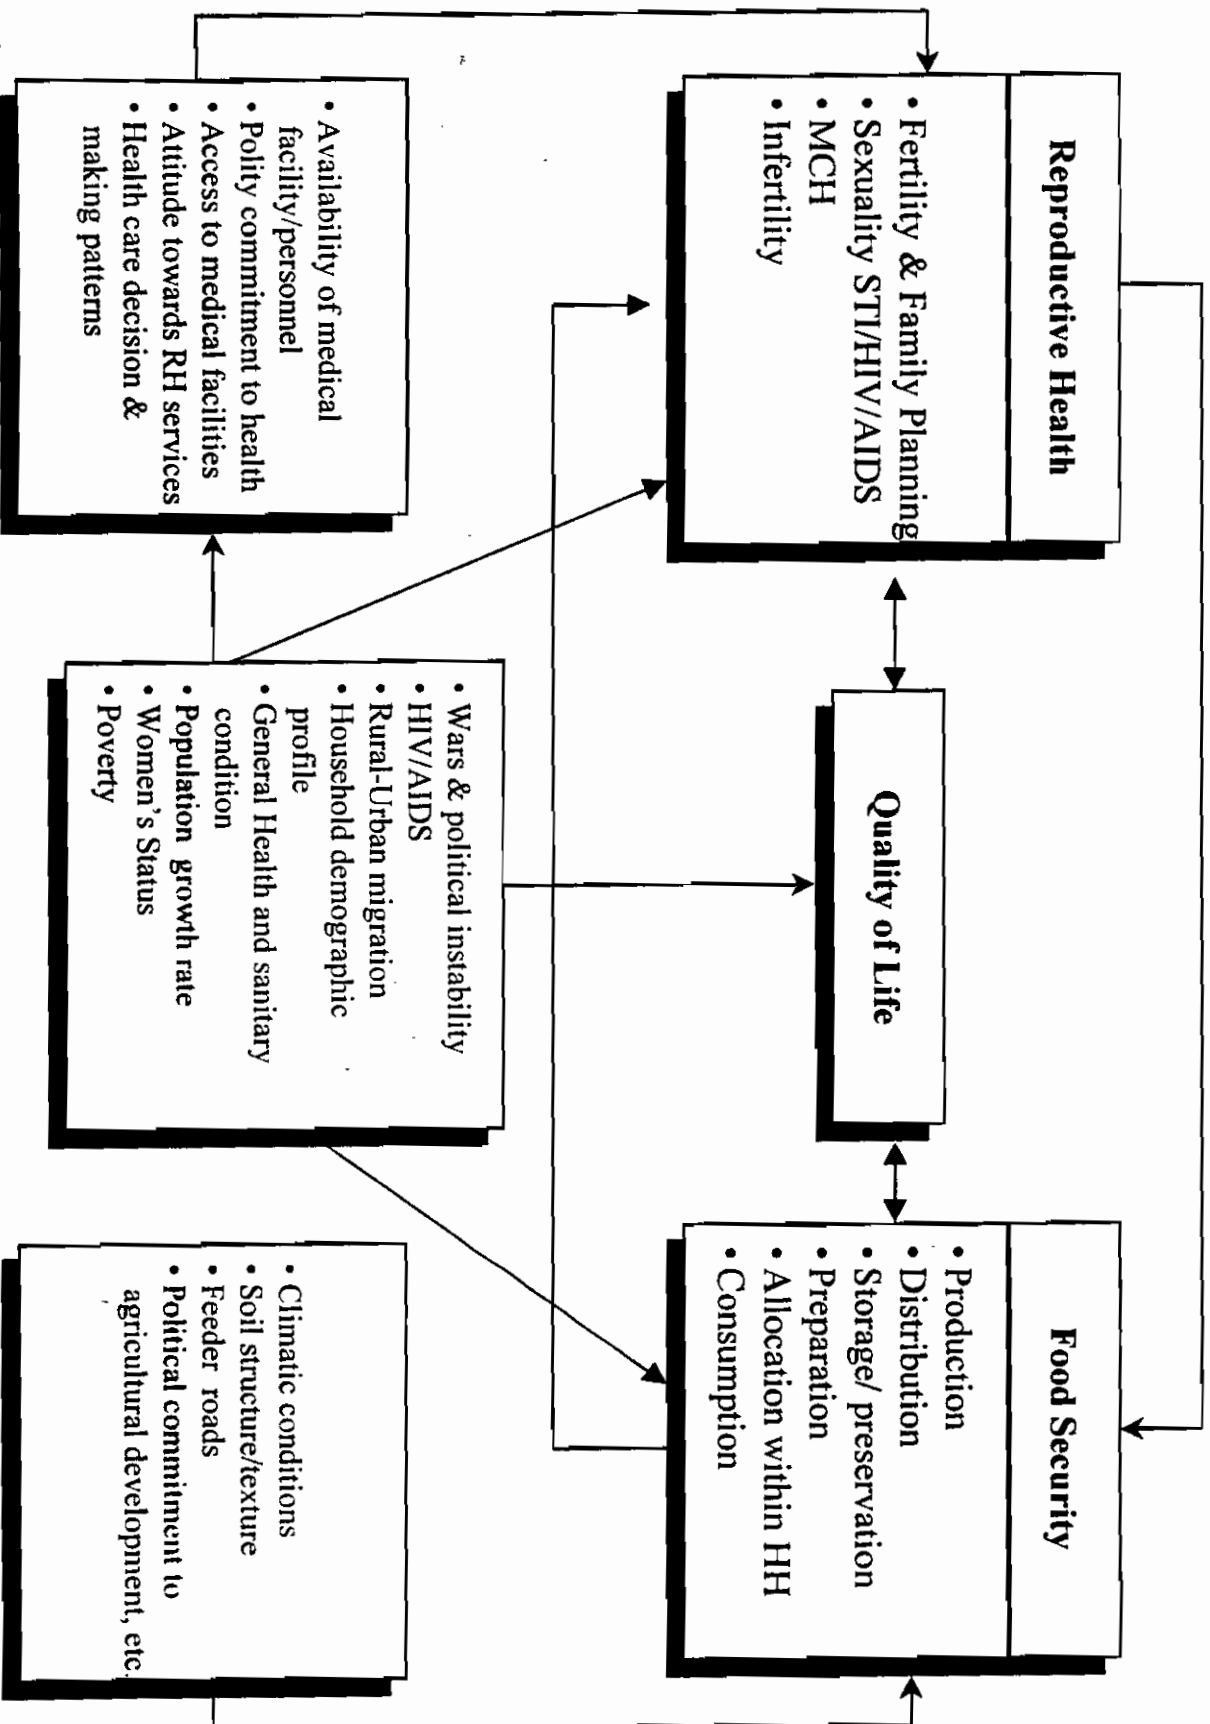 Reproductive Health
• Fertility & Family Planning
• Sexuality STI/HIV/AIDS
• MCH
• Infertility
Quality of Life
Food Security
• Production
• Distribution
• Storage/ preservation
• Preparation
• Allocation within HH
• Consumption
• Availability of medical
facility/personnel
• Polity commitment to health
• Access to medical facilities
• Attitude towards RH services
• Health care decision &
making patterns
• Wars & political instability
• HIV/AIDS
• Rural-Urban migration
• Household demographic
profile
• General Health and sanitary
condition
• Population growth rate
• Women's Status
• Poverty
• Climatic conditions
• Soil structure/texture
• Feeder roads
• Political commitment to
agricultural development, etc.